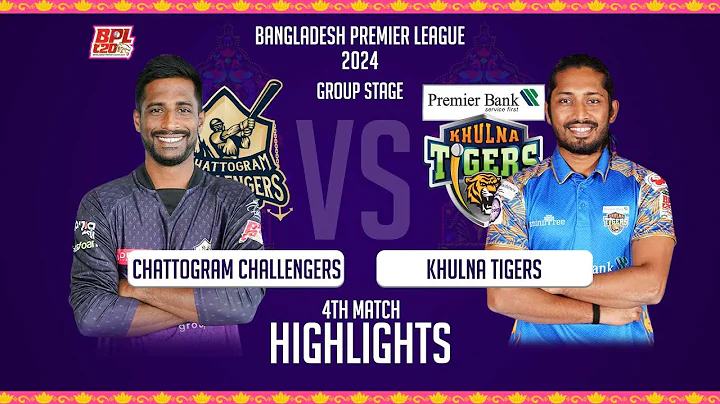 BPL
T20
BANGLADESH PREMIER LEAGUE
2024
GROUP STAGE
VS
CHATTOGRAM
CHALLENGERS
Premier Bank
service first
KHULNA
TIGERS
CHATTOGRAM CHALLENGERS
KHULNA TIGERS
4TH MATCH
HIGHLIGHTS